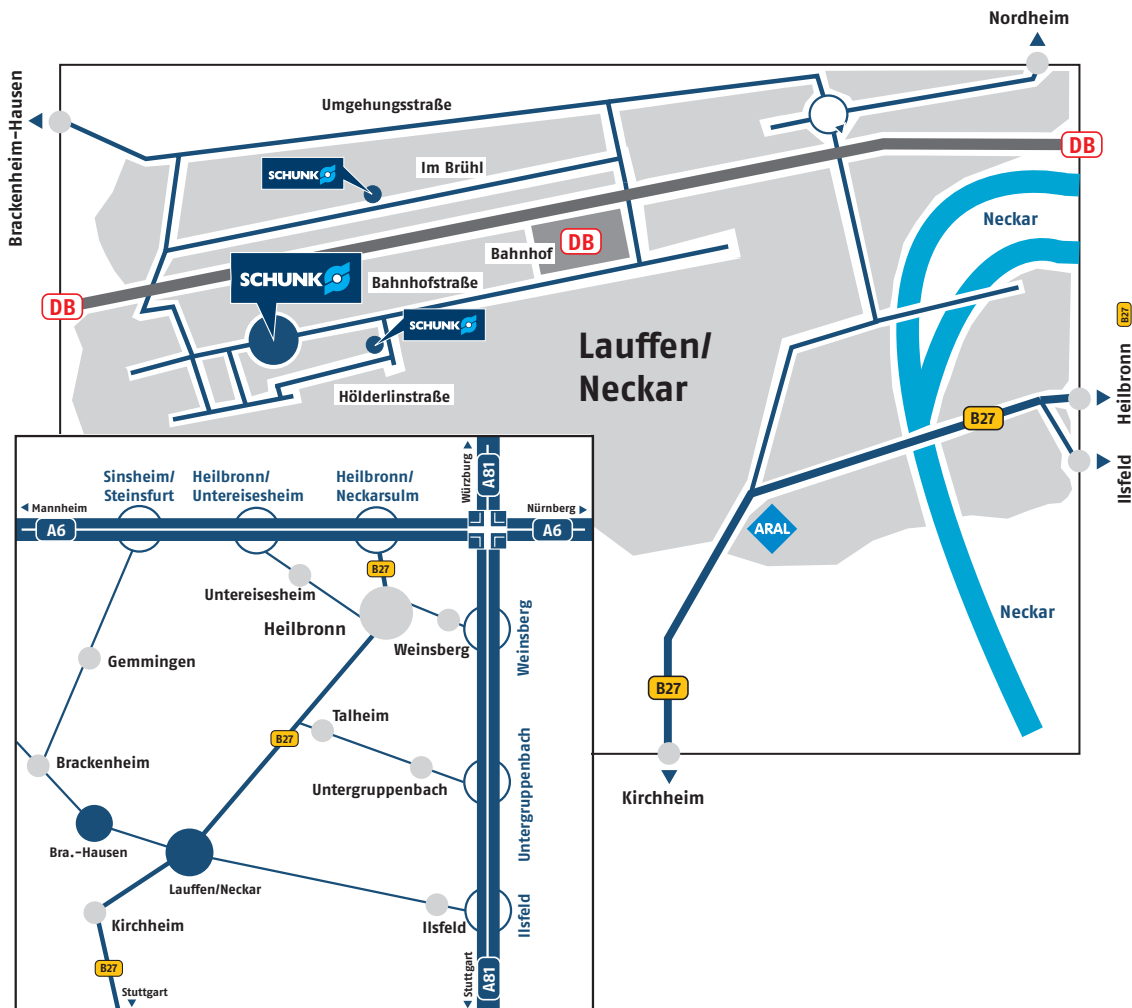 Nordheim
Brackenheim-Hausen
Umgehungsstraße
DB
SCHUNK
Im Brühl
Neckar
Bahnhof
DB
SCHUNK
Bahnhofstraße
DB
SCHUNK
B27
Heilbronn
Lauffen/
Neckar
Hölderlinstraße
B27
Ilsfeld
ARAL
Neckar
B27
Kirchheim
Sinsheim/
Steinsfurt
Heilbronn/
Untereisesheim
Heilbronn/
Neckarsulm
Würzburg
A81
Mannheim
A6
Nürnberg
A6
B27
Untereisesheim
Heilbronn
Weinsberg
Weinsberg
Gemmingen
Talheim
B27
Brackenheim
Untergruppenbach
Untergruppenbach
Bra.-Hausen
Lauffen/Neckar
Kirchheim
Ilsfeld
Ilsfeld
B27
Stuttgart
Stuttgart
A81